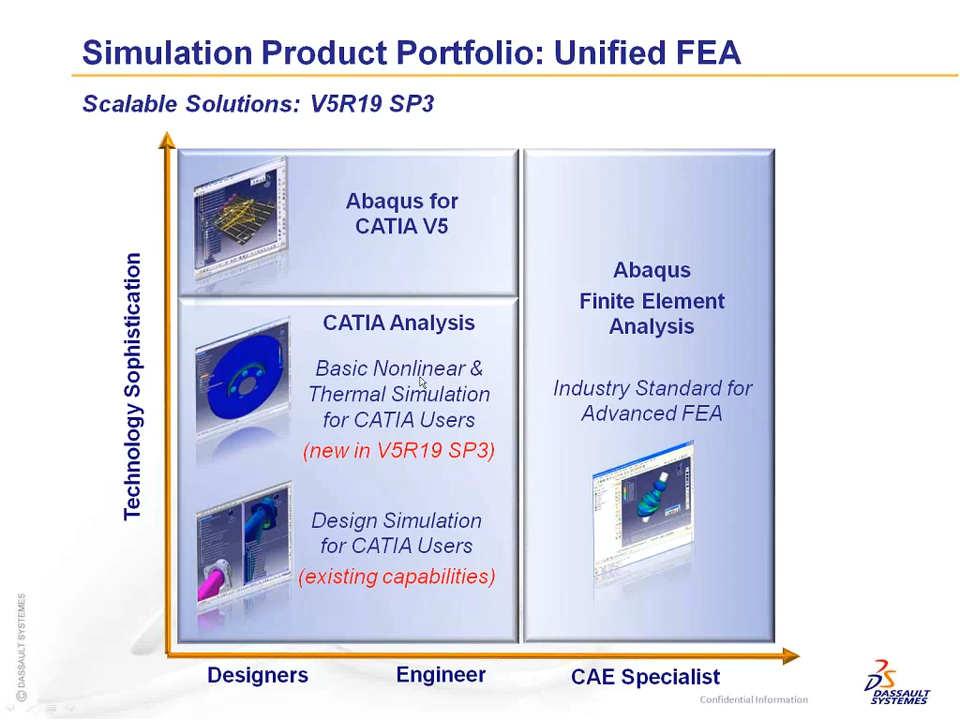 Simulation Product Portfolio: Unified FEA
Scalable Solutions: V5R19 SP3
Technology Sophistication
Abaqus for
CATIA V5
CATIA Analysis
Basic Nonlinear &
Thermal Simulation
for CATIA Users
(new in V5R19 SP3)
Design Simulation
for CATIA Users
(existing capabilities)
Abaqus
Finite Element
Analysis
Industry Standard for
Advanced FEA
Designers
Engineer
CAE Specialist
Confidential Information
© DASSAULT SYSTEMES
DASSAULT
SYSTEMES